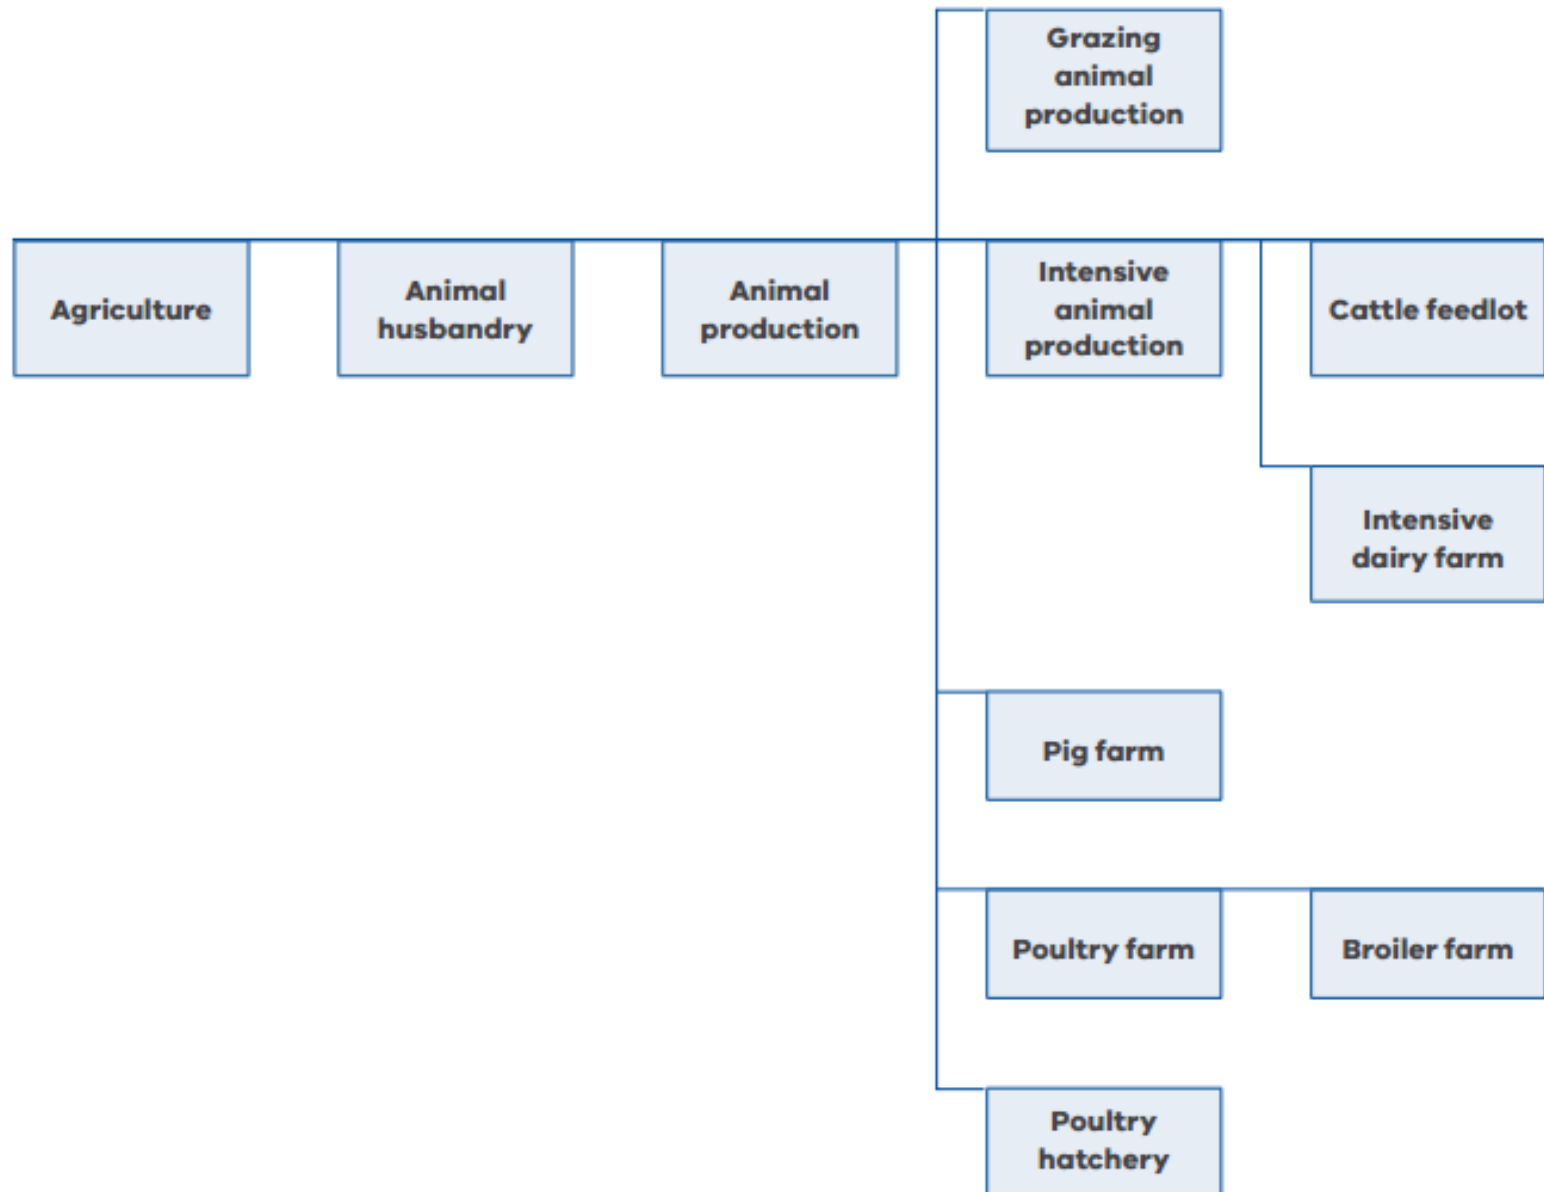 Grazing
animal
production
Agriculture
Animal
husbandry
Animal
production
Intensive
animal
production
Cattle feedlot
Intensive
dairy farm
Pig farm
Poultry farm
Broiler farm
Poultry
hatchery